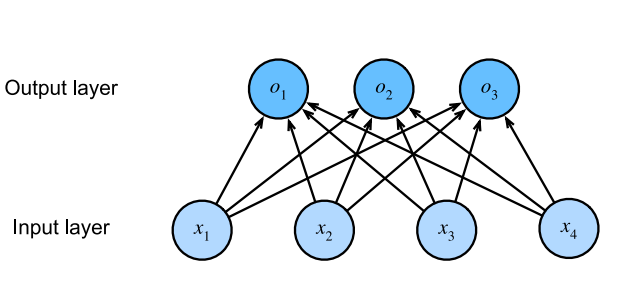 Output layer
o1 o2 o3
Input layer
x1 x2 x3 x4